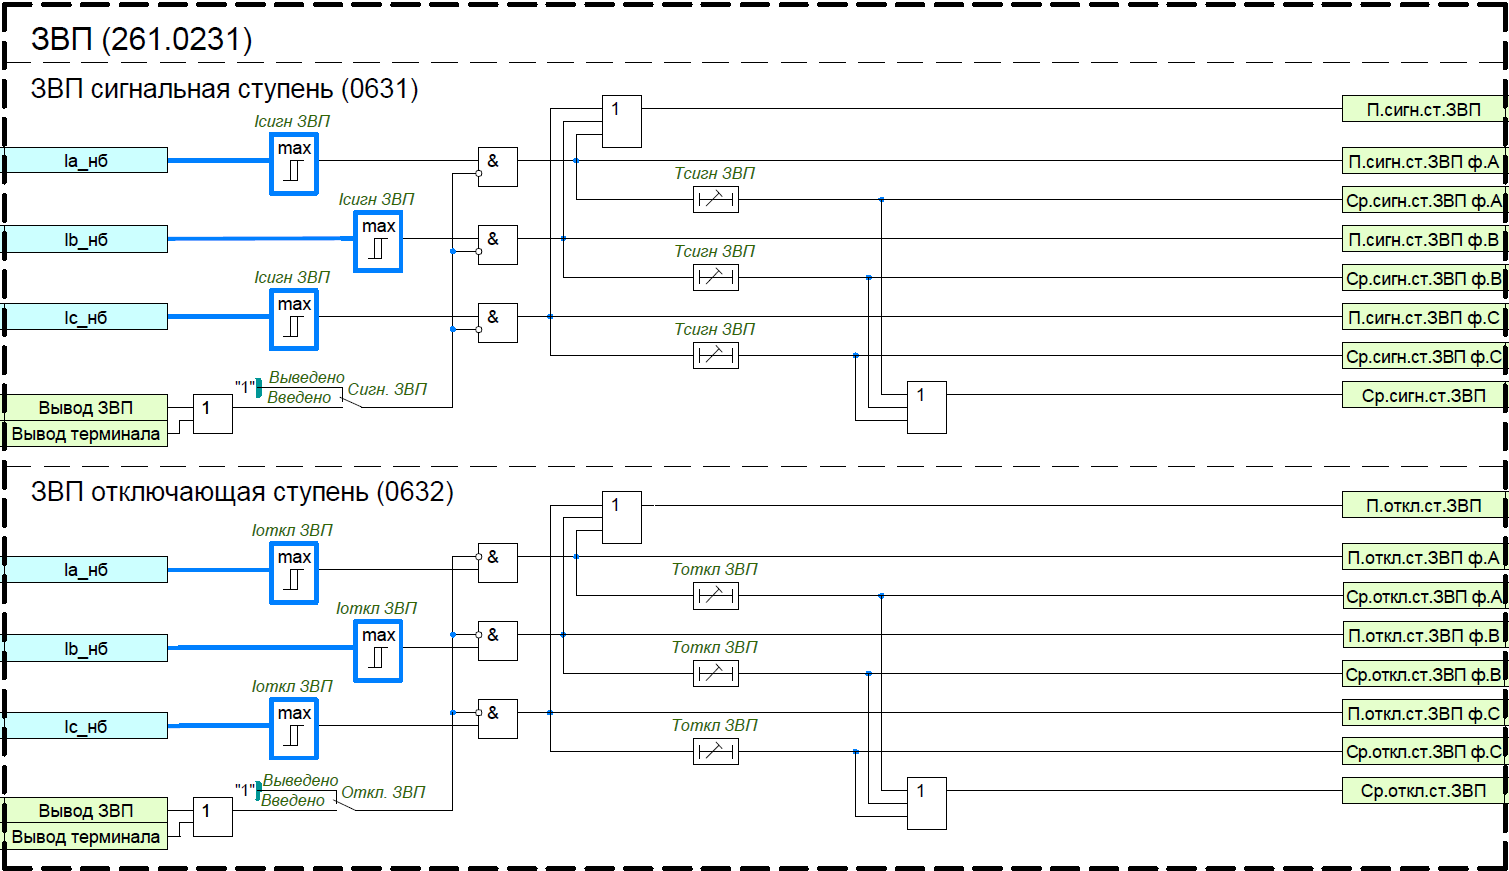 ЗВП (261.0231)
ЗВП сигнальная ступень (0631)
1
П.сигн.ст.ЗВП
Iсигн ЗВП
max
Ia_нб
&
П.сигн.ст.ЗВП ф.А
Тсигн ЗВП
Ср.сигн.ст.ЗВП ф.А
Iсигн ЗВП
max
Ib_нб
&
П.сигн.ст.ЗВП ф.В
Тсигн ЗВП
Ср.сигн.ст.ЗВП ф.В
Iсигн ЗВП
max
Ic_нб
&
П.сигн.ст.ЗВП ф.С
Тсигн ЗВП
Ср.сигн.ст.ЗВП ф.С
"1"
Выведено
Введено
Сигн. ЗВП
1
Ср.сигн.ст.ЗВП
Вывод ЗВП
1
Вывод терминала
ЗВП отключающая ступень (0632)
1
П.откл.ст.ЗВП
Iоткл ЗВП
max
Ia_нб
&
П.откл.ст.ЗВП ф.А
Тоткл ЗВП
Ср.откл.ст.ЗВП ф.А
Iоткл ЗВП
max
Ib_нб
&
П.откл.ст.ЗВП ф.В
Тоткл ЗВП
Ср.откл.ст.ЗВП ф.В
Iоткл ЗВП
max
Ic_нб
&
П.откл.ст.ЗВП ф.С
Тоткл ЗВП
Ср.откл.ст.ЗВП ф.С
"1"
Выведено
Введено
Откл. ЗВП
1
Ср.откл.ст.ЗВП
Вывод ЗВП
1
Вывод терминала